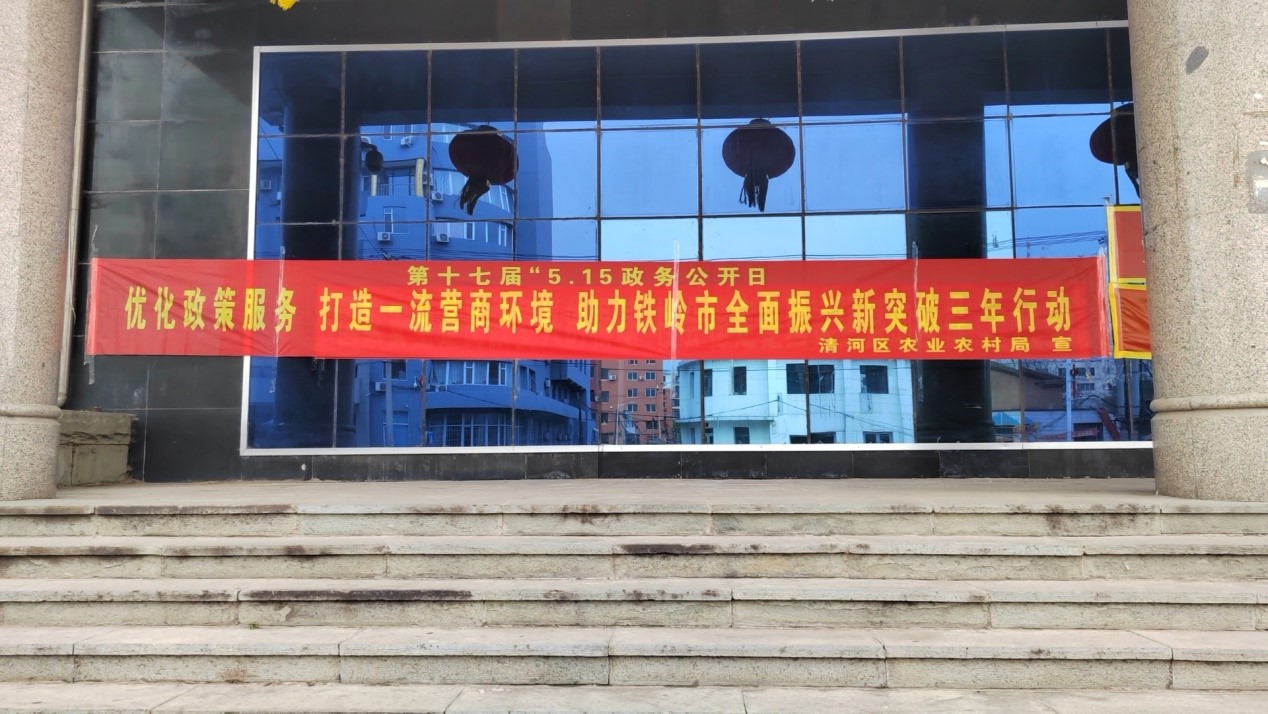 第十七届“5.15政务公开日
优化政策服务 打造一流营商环境 助力铁岭市全面振兴新突破三年行动
清河区农业农村局 宣